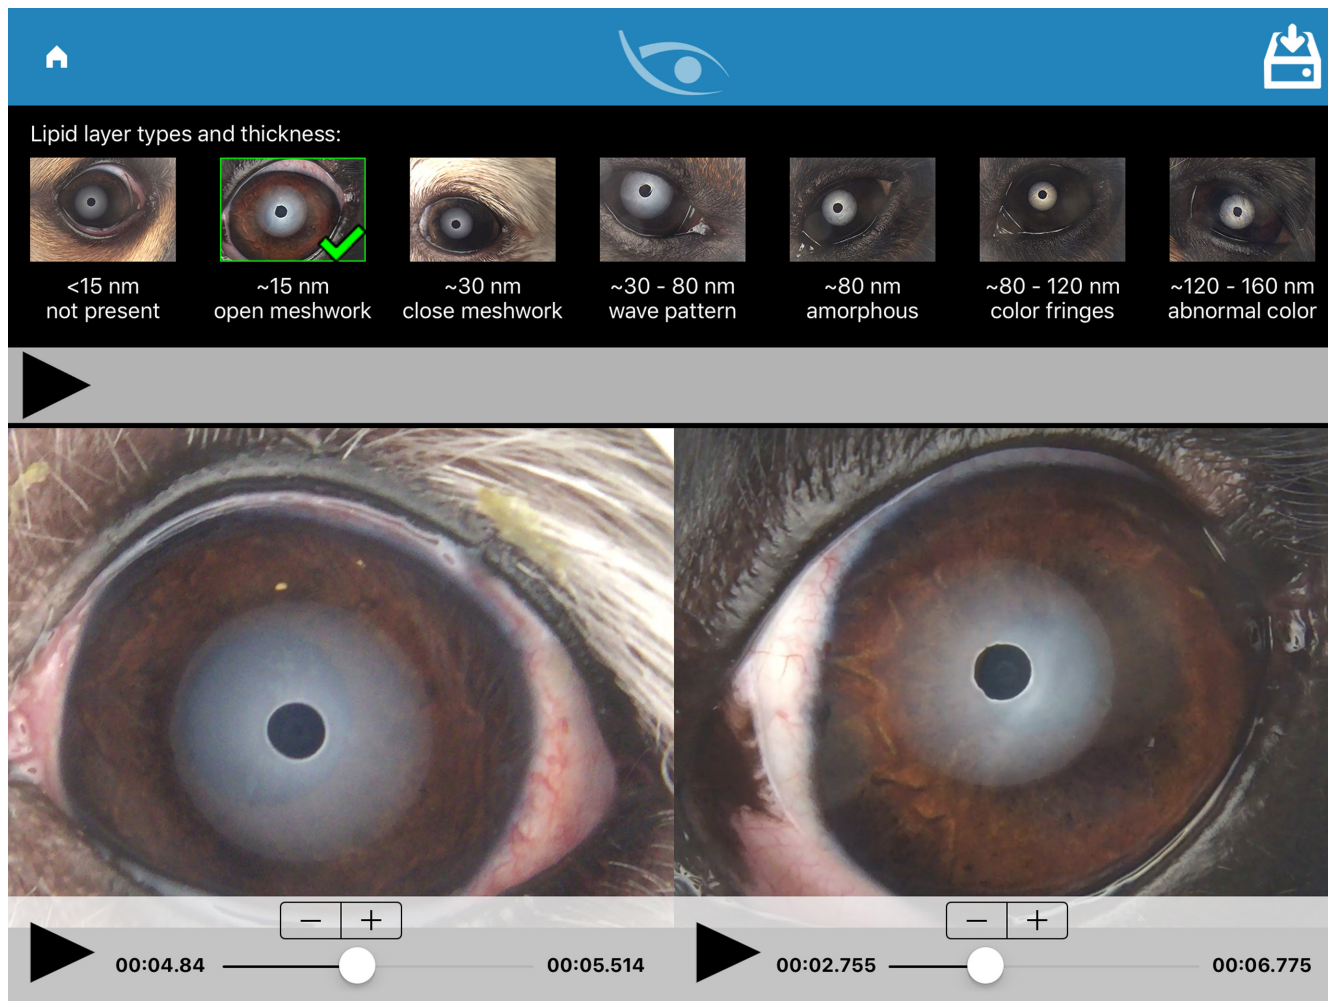 Lipid layer types and thickness:
<15 nm
not present
~15 nm
open meshwork
~30 nm
close meshwork
~30 - 80 nm
wave pattern
~80 nm
amorphous
~80 - 120 nm
color fringes
~120 - 160 nm
abnormal color
00:04.84
00:05.514
00:02.755
00:06.775